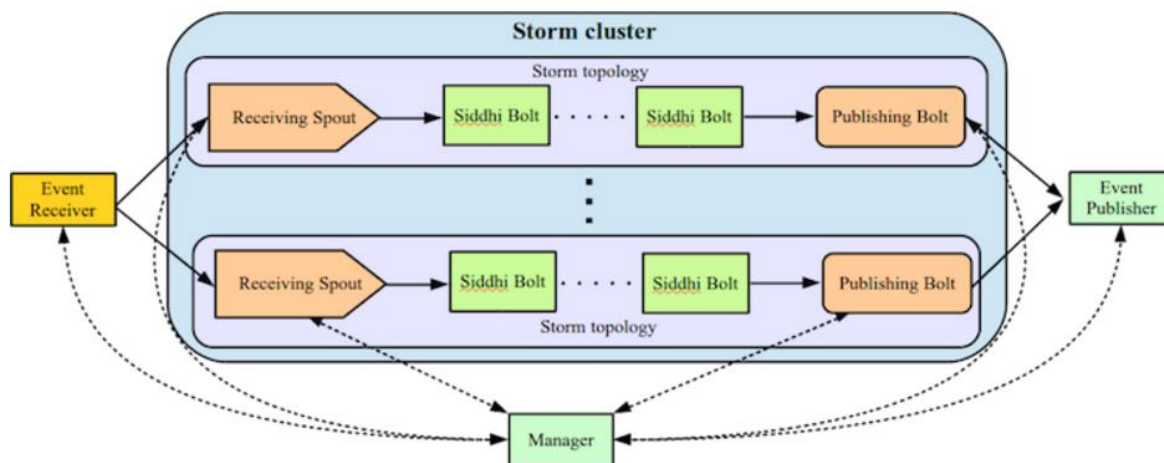 Storm cluster
Storm topology
Receiving Spout
Siddhi Bolt
Siddhi Bolt
Publishing Bolt
Event
Receiver
Event
Publisher
Receiving Spout
Siddhi Bolt
Siddhi Bolt
Publishing Bolt
Storm topology
Manager